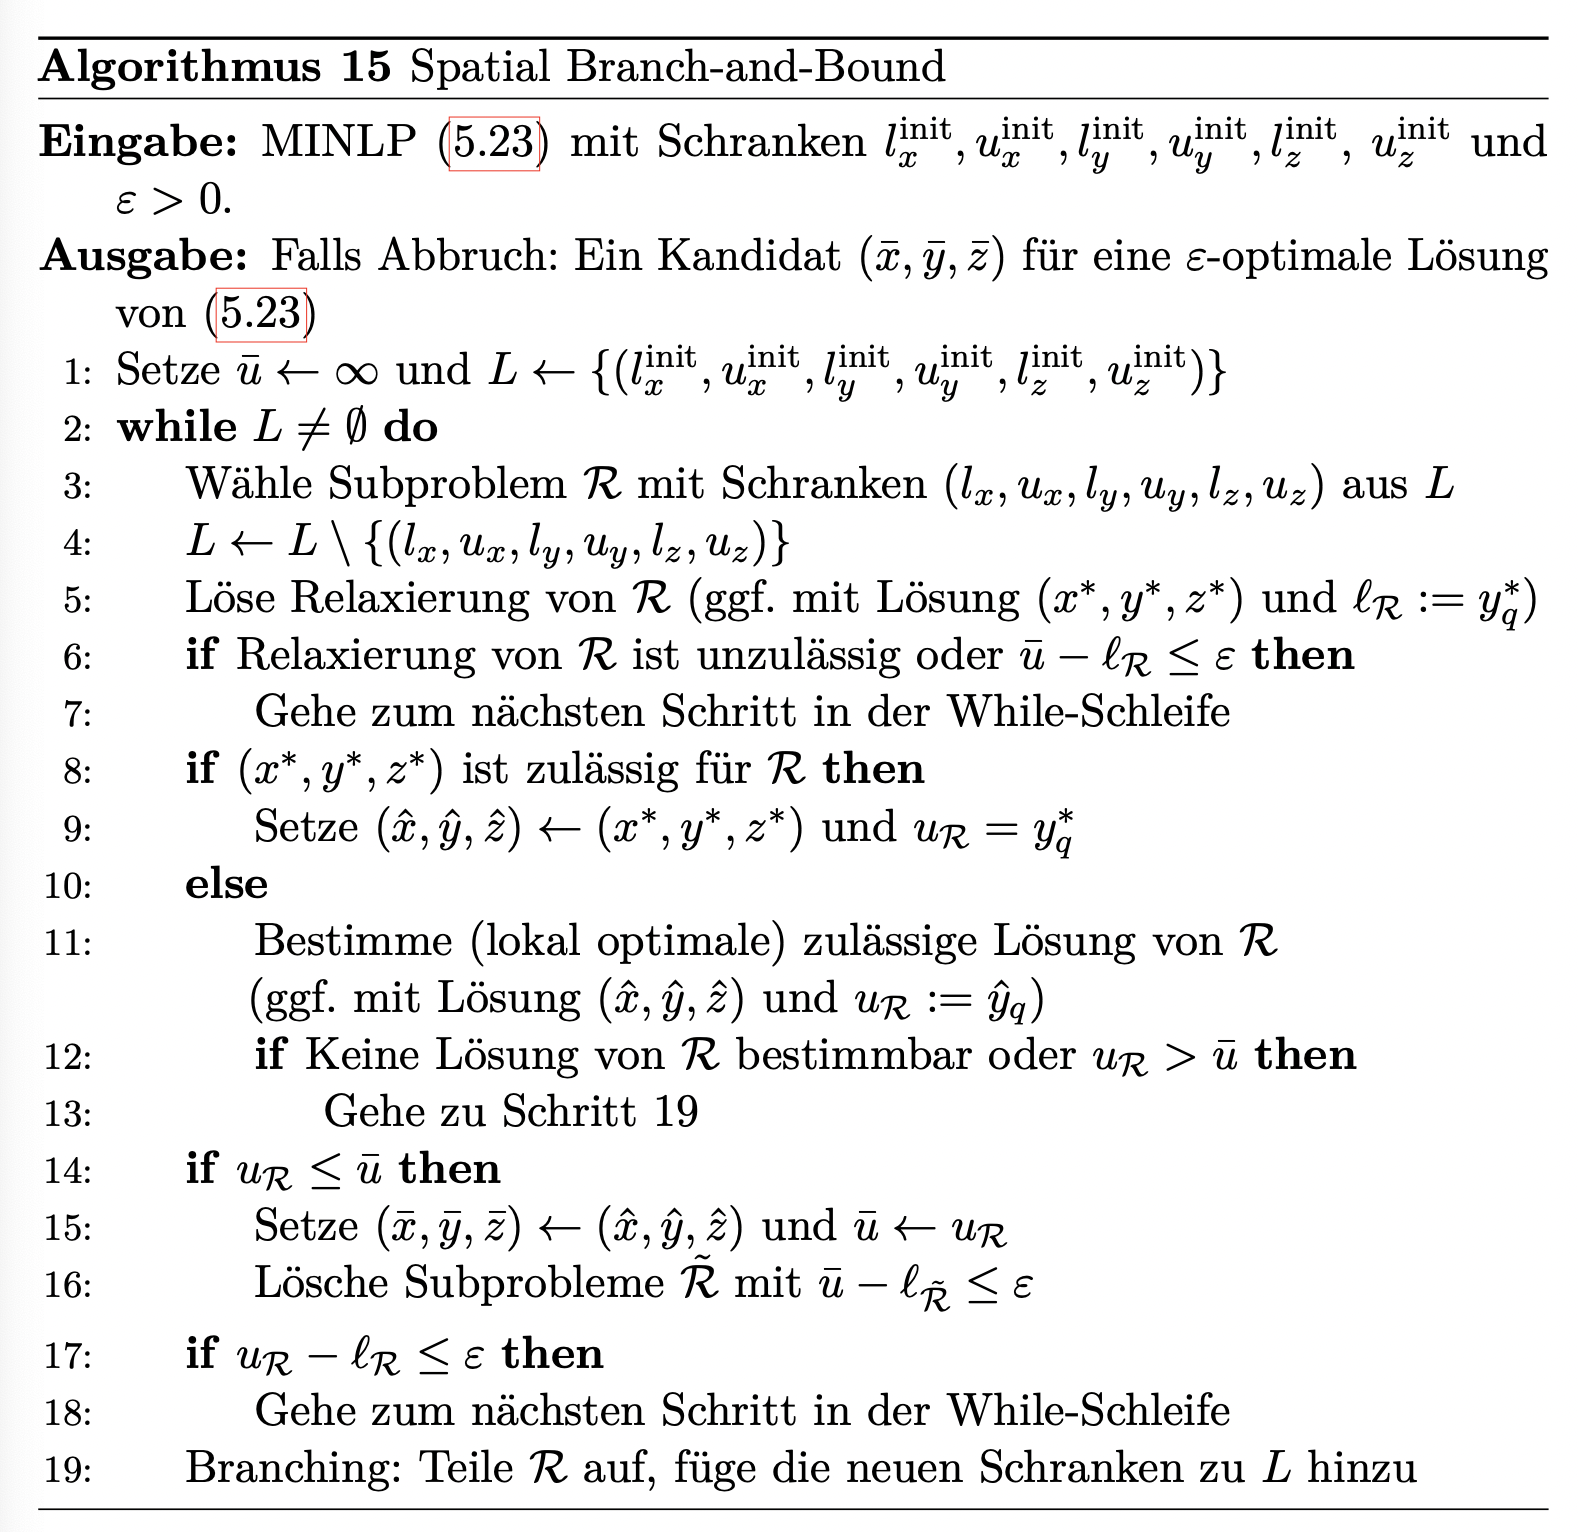 Algorithmus 15 Spatial Branch-and-Bound
Eingabe: MINLP (5.23) mit Schranken $l_x^{\text{init}}, u_x^{\text{init}}, l_y^{\text{init}}, u_y^{\text{init}}, l_z^{\text{init}}, u_z^{\text{init}}$ und
$\varepsilon > 0$.
Ausgabe: Falls Abbruch: Ein Kandidat $(\bar{x}, \bar{y}, \bar{z})$ für eine $\varepsilon$-optimale Lösung
von (5.23)
1: Setze $\bar{u} \leftarrow \infty$ und $L \leftarrow \{(l_x^{\text{init}}, u_x^{\text{init}}, l_y^{\text{init}}, u_y^{\text{init}}, l_z^{\text{init}}, u_z^{\text{init}})\}$
2: while $L \neq \emptyset$ do
3: Wähle Subproblem $\mathcal{R}$ mit Schranken $(l_x, u_x, l_y, u_y, l_z, u_z)$ aus $L$
4: $L \leftarrow L \setminus \{(l_x, u_x, l_y, u_y, l_z, u_z)\}$
5: Löse Relaxierung von $\mathcal{R}$ (ggf. mit Lösung $(x^*, y^*, z^*)$ und $\ell_{\mathcal{R}} := y_q^*$)
6: if Relaxierung von $\mathcal{R}$ ist unzulässig oder $\bar{u} - \ell_{\mathcal{R}} \leq \varepsilon$ then
7: Gehe zum nächsten Schritt in der While-Schleife
8: if $(x^*, y^*, z^*)$ ist zulässig für $\mathcal{R}$ then
9: Setze $(\hat{x}, \hat{y}, \hat{z}) \leftarrow (x^*, y^*, z^*)$ und $u_{\mathcal{R}} = y_q^*$
10: else
11: Bestimme (lokal optimale) zulässige Lösung von $\mathcal{R}$
(ggf. mit Lösung $(\hat{x}, \hat{y}, \hat{z})$ und $u_{\mathcal{R}} := \hat{y}_q$)
12: if Keine Lösung von $\mathcal{R}$ bestimmbar oder $u_{\mathcal{R}} > \bar{u}$ then
13: Gehe zu Schritt 19
14: if $u_{\mathcal{R}} \leq \bar{u}$ then
15: Setze $(\bar{x}, \bar{y}, \bar{z}) \leftarrow (\hat{x}, \hat{y}, \hat{z})$ und $\bar{u} \leftarrow u_{\mathcal{R}}$
16: Lösche Subprobleme $\tilde{\mathcal{R}}$ mit $\bar{u} - \ell_{\tilde{\mathcal{R}}} \leq \varepsilon$
17: if $u_{\mathcal{R}} - \ell_{\mathcal{R}} \leq \varepsilon$ then
18: Gehe zum nächsten Schritt in der While-Schleife
19: Branching: Teile $\mathcal{R}$ auf, füge die neuen Schranken zu $L$ hinzu